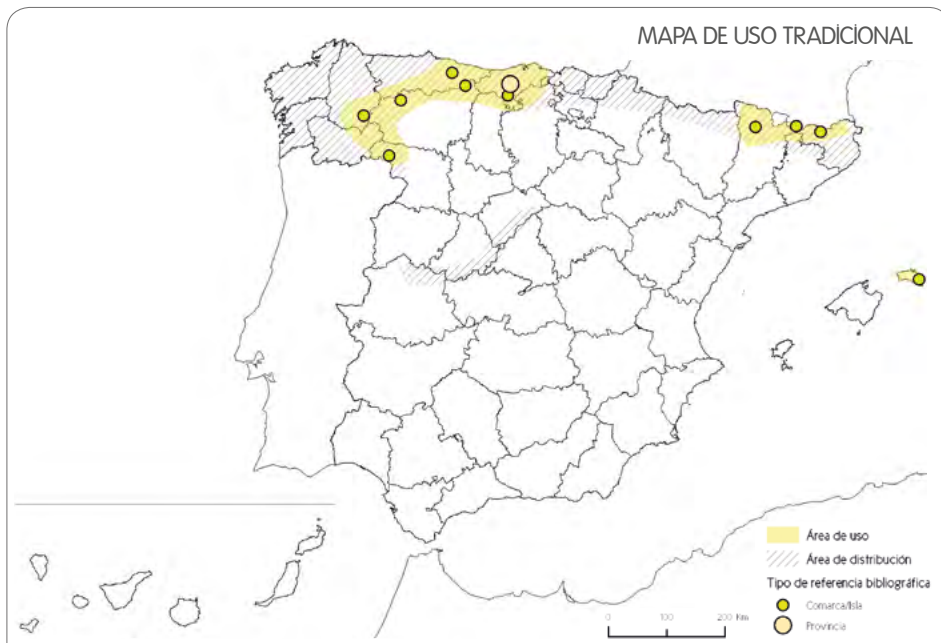 MAPA DE USO TRADICIONAL
Área de uso
Área de distribución
Tipo de referencia bibliográfica
Comarca/Isla
Provincia
0 100 200 Km